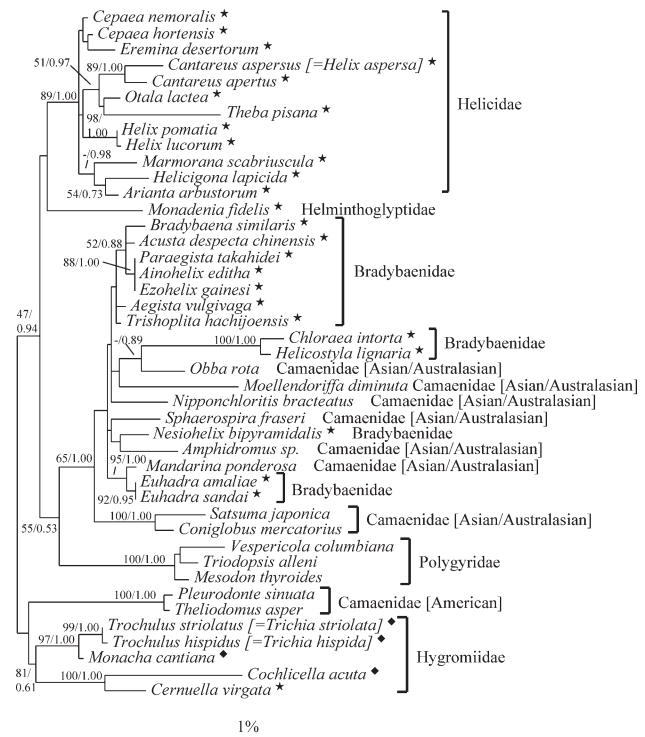 Cepaea nemoralis ★
Cepaea hortensis ★
Eremina desertorum ★
51/0.97
89/1.00
Cantareus aspersus [=Helix aspersa] ★
Cantareus apertus ★
Otala lactea ★
89/1.00
98/
1.00
Theba pisana ★
Helicidae
Helix pomatia ★
Helix lucorum ★
-/0.98
Marmorana scabriuscula ★
Helicigona lapicida ★
54/0.73
Arianta arbustorum ★
Monadenia fidelis ★ Helminthoglyptidae
Bradybaena similaris ★
52/0.88
Acusta despecta chinensis ★
Paraegista takahidei ★
88/1.00
Ainohelix editha ★
Bradybaenidae
Ezohelix gainesi ★
Aegista vulgivaga ★
Trishoplita hachijoensis ★
47/
0.94
-/0.89
100/1.00
Chloraea intorta ★
Helicostyla lignaria ★
Bradybaenidae
Obba rota Camaenidae [Asian/Australasian]
Moellendoriffa diminuta Camaenidae [Asian/Australasian]
Nipponchloritis bracteatus Camaenidae [Asian/Australasian]
Sphaerospira fraseri Camaenidae [Asian/Australasian]
Nesiohelix bipyramidalis ★ Bradybaenidae
Amphidromus sp. Camaenidae [Asian/Australasian]
65/1.00
95/1.00
Mandarina ponderosa Camaenidae [Asian/Australasian]
Euhadra amaliae ★
92/0.95
Euhadra sandai ★
Bradybaenidae
100/1.00
Satsuma japonica
Coniglobus mercatorius
Camaenidae [Asian/Australasian]
55/0.53
Vespericola columbiana
100/1.00
Triodopsis alleni
Polygyridae
Mesodon thyroides
100/1.00
Pleurodonte sinuata
Theliodomus asper
Camaenidae [American]
99/1.00
Trochulus striolatus [=Trichia striolata] ◆
97/1.00
Trochulus hispidus [=Trichia hispida] ◆
Monacha cantiana ◆
Hygromiidae
81/
0.61
100/1.00
Cochlicella acuta ◆
Cernuella virgata ★
1%